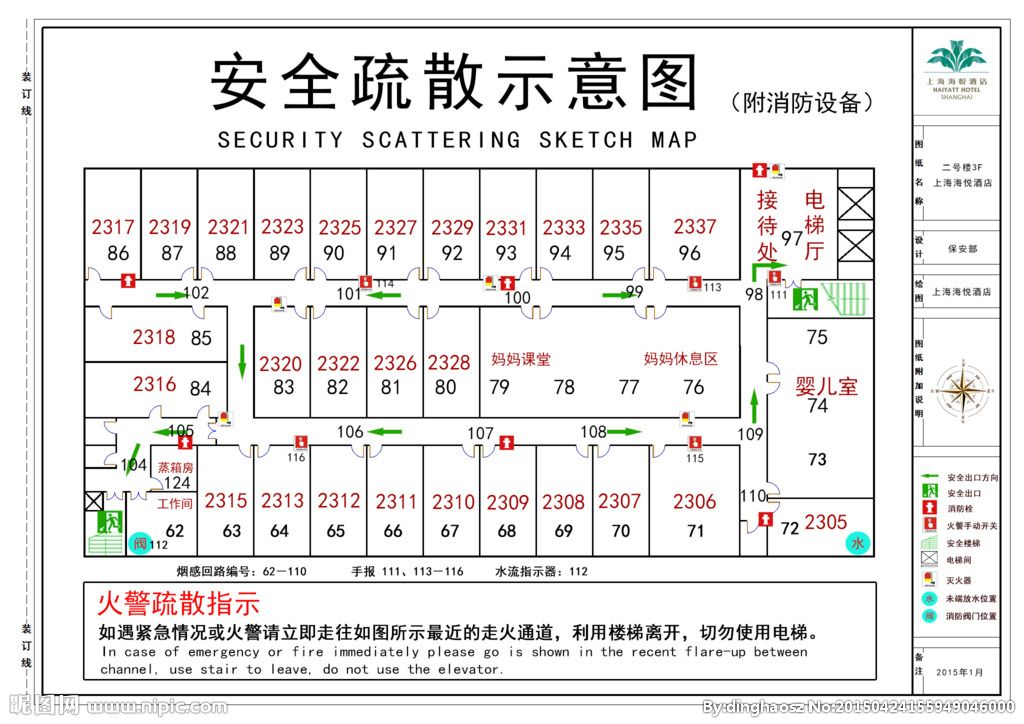 安全疏散示意图
（附消防设备）
SECURITY SCATTERING SKETCH MAP
装订线
装订线
2317 2319 2321 2323 2325 2327 2329 2331 2333 2335 2337
86 87 88 89 90 91 92 93 94 95 96
接待处
电梯厅
97
102 101 114 100 99 113 98 111
2318 85
2316 84
2320 2322 2326 2328
83 82 81 80
妈妈课堂
妈妈休息区
79 78 77 76
75
婴儿室
74
73
105 106 107 108 109
116 115
104
蒸箱房
124
工作间
62
阀 112
110
2315 2313 2312 2311 2310 2309 2308 2307 2306
63 64 65 66 67 68 69 70 71
72 2305
水
烟感回路编号：62－110 手报 111、113－116 水流指示器：112
火警疏散指示
如遇紧急情况或火警请立即走往如图所示最近的走火通道，利用楼梯离开，切勿使用电梯。
In case of emergency or fire immediately please go is shown in the recent flare-up between
channel, use stair to leave, do not use the elevator.
上海海悦酒店
HAIYATT HOTEL
SHANGHAI
图纸名称
二号楼3F
上海海悦酒店
设计
保安部
绘图
上海海悦酒店
图纸附加说明
安全出口方向
安全出口
消防栓
火警手动开关
安全楼梯
电梯间
灭火器
水 末端放水位置
阀 消防阀门位置
备注
2015年1月
昵图网 www.nipic.com
By:dinghaosz No:20150424155949046000